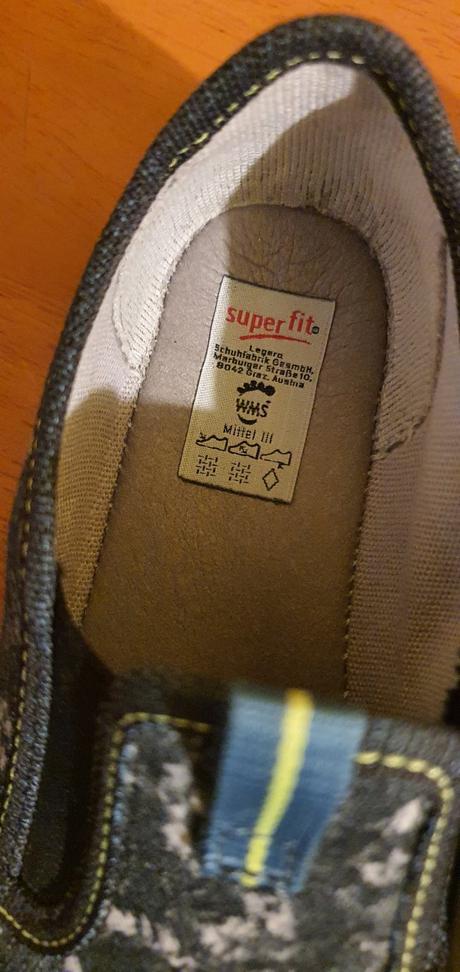 superfit
Legero
Schuhfabrik GesmbH,
Marburger Straße 10,
8042 Graz, Austria
WMS
Mittel III